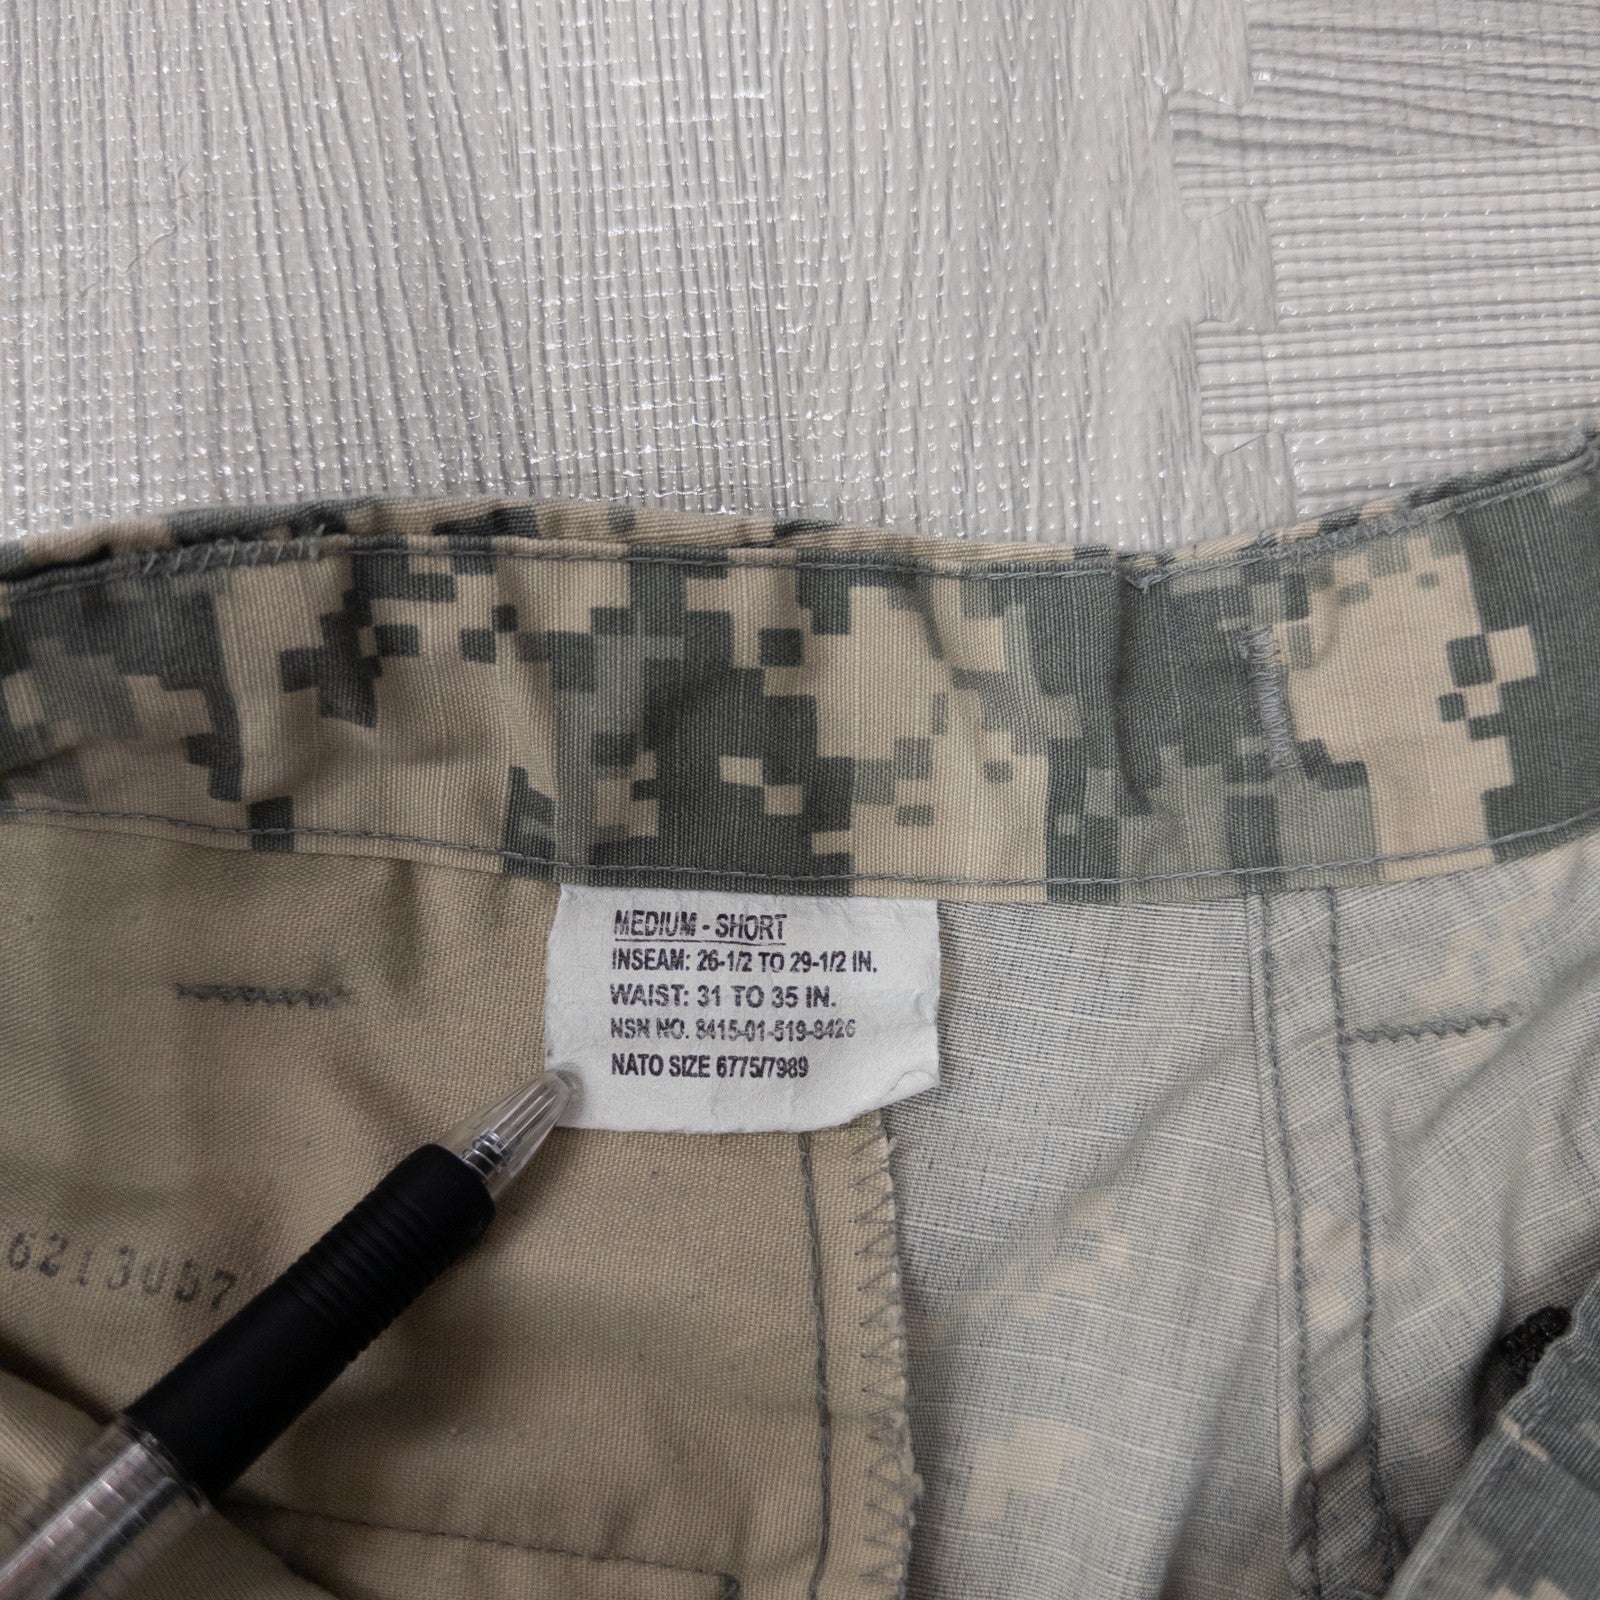 MEDIUM - SHORT
INSEAM: 26-1/2 TO 29-1/2 IN.
WAIST: 31 TO 35 IN.
NSN NO. 8415-01-519-8426
NATO SIZE 6775/7989
6213057